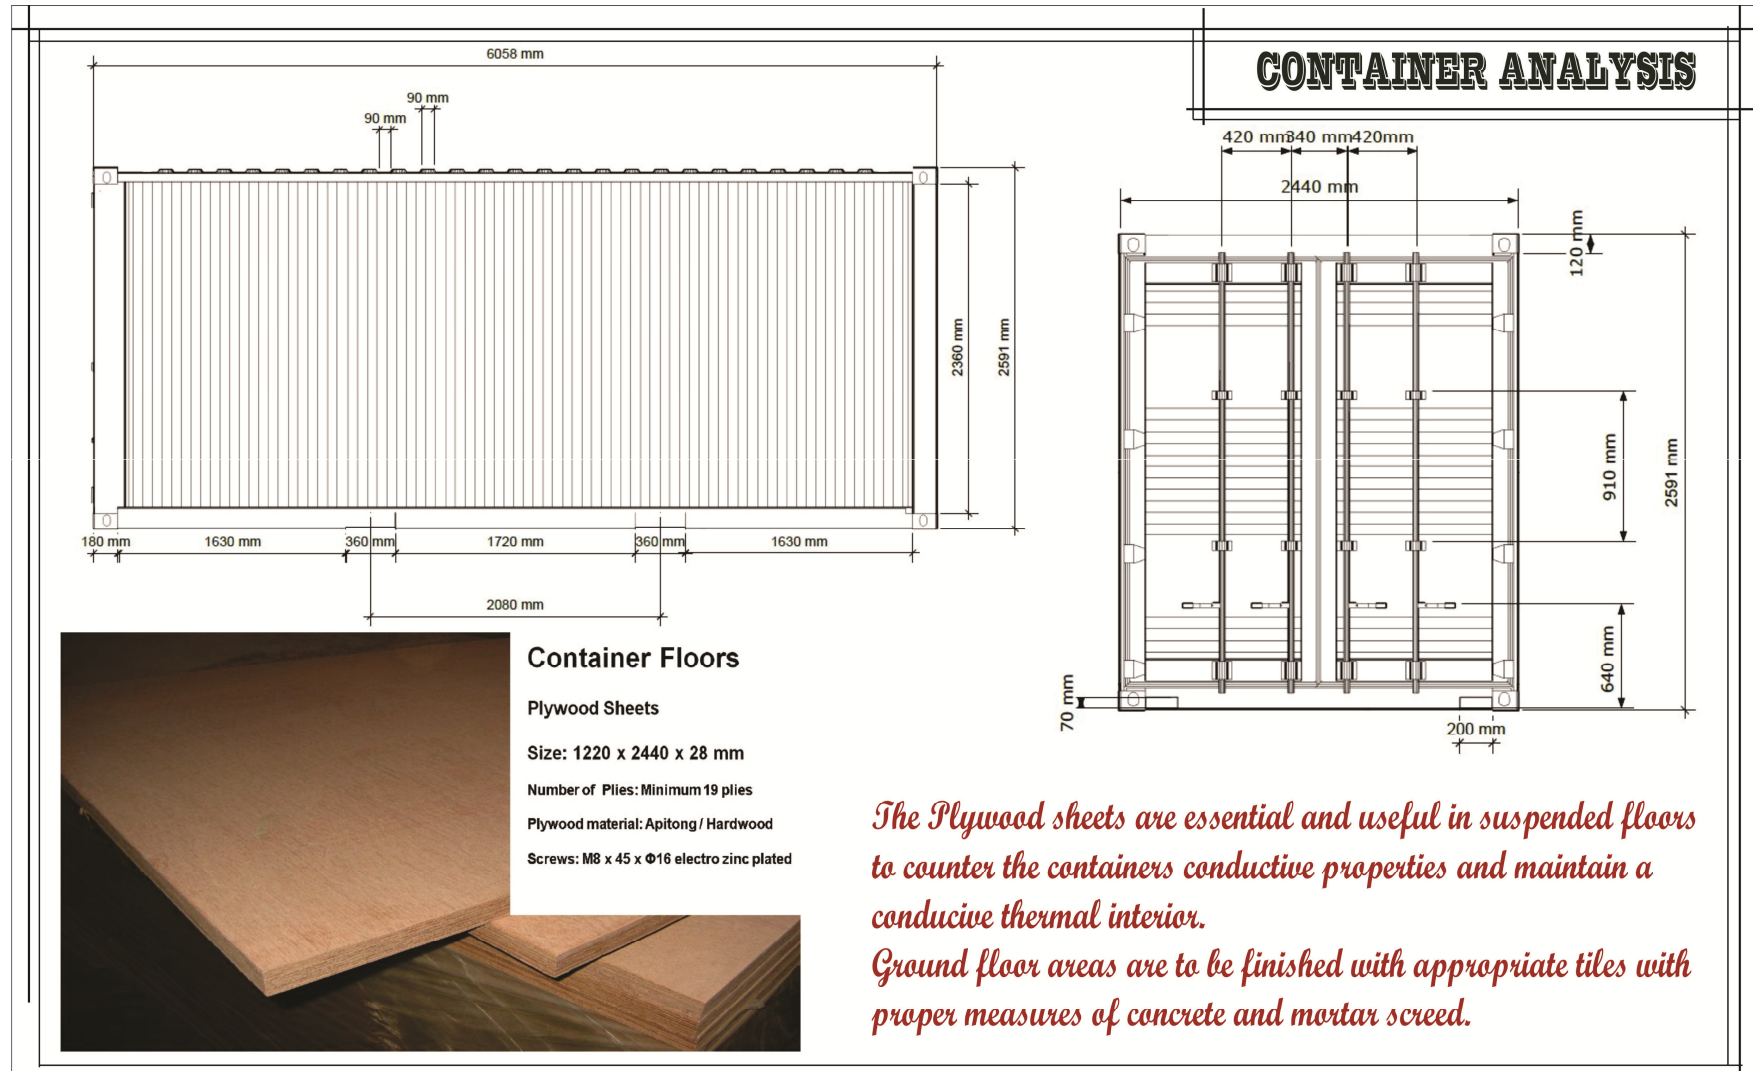 CONTAINER ANALYSIS
6058 mm
90 mm
90 mm
2360 mm
2591 mm
180 mm
1630 mm
360 mm
1720 mm
360 mm
1630 mm
2080 mm
420 mm
340 mm
420mm
2440 mm
120 mm
910 mm
2591 mm
640 mm
70 mm
200 mm
Container Floors
Plywood Sheets
Size: 1220 x 2440 x 28 mm
Number of Plies: Minimum 19 plies
Plywood material: Apitong / Hardwood
Screws: M8 x 45 x Φ16 electro zinc plated
The Plywood sheets are essential and useful in suspended floors
to counter the containers conductive properties and maintain a
conducive thermal interior.
Ground floor areas are to be finished with appropriate tiles with
proper measures of concrete and mortar screed.